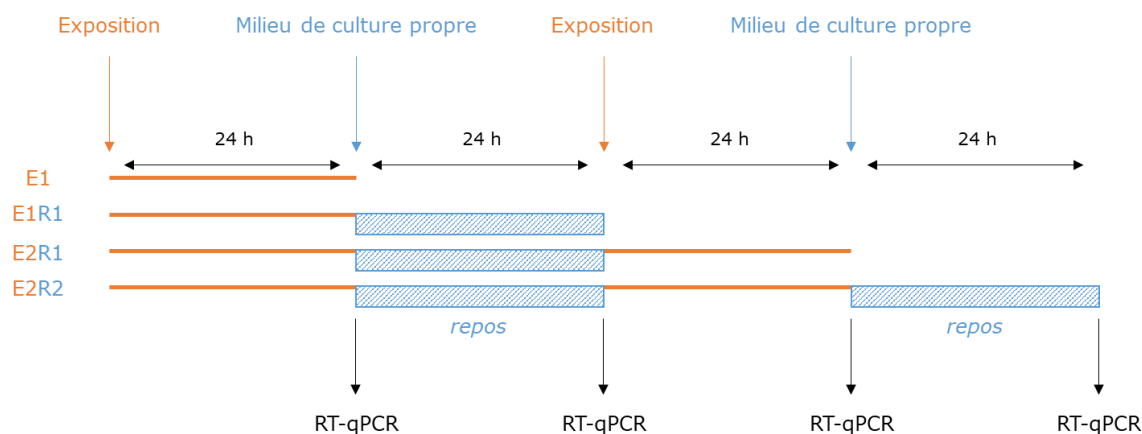 Exposition
Milieu de culture propre
Exposition
Milieu de culture propre
24 h
24 h
24 h
24 h
E1
E1R1
E2R1
E2R2
repos
repos
RT-qPCR
RT-qPCR
RT-qPCR
RT-qPCR